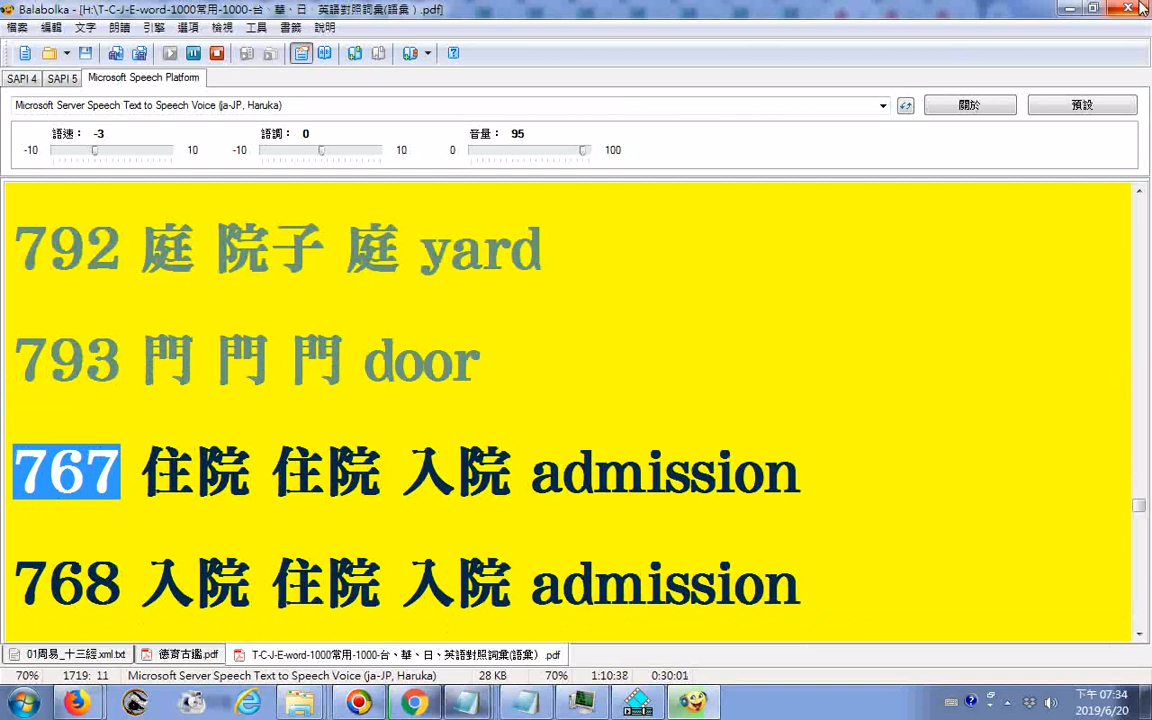 Balabolka - [H:\T-C-J-E-word-1000常用-1000-台、華、日、英語對照詞彙(語彙）.pdf]
檔案 編輯 文字 朗讀 引擎 選項 檢視 工具 書籤 說明
SAPI 4 SAPI 5 Microsoft Speech Platform
Microsoft Server Speech Text to Speech Voice (ja-JP, Haruka) 關於 預設
語速： -3 語調： 0 音量： 95
-10 10 -10 10 0 100
792 庭 院子 庭 yard
793 門 門 門 door
767 住院 住院 入院 admission
768 入院 住院 入院 admission
01周易_十三經.xml.txt 德育古鑑.pdf T-C-J-E-word-1000常用-1000-台、華、日、英語對照詞彙(語彙）.pdf
70% 1719: 11 Microsoft Server Speech Text to Speech Voice (ja-JP, Haruka) 28 KB 70% 1:10:38 0:30:01
下午 07:34
2019/6/20